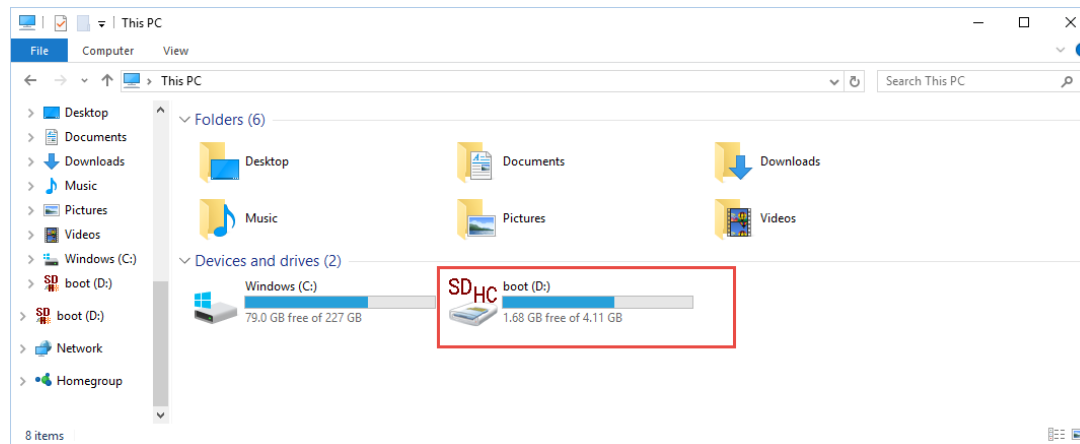 This PC
File Computer View
This PC
Search This PC
Desktop
Documents
Downloads
Music
Pictures
Videos
Windows (C:)
SD boot (D:)
SD boot (D:)
Network
Homegroup
Folders (6)
Desktop Documents Downloads
Music Pictures Videos
Devices and drives (2)
Windows (C:)
79.0 GB free of 227 GB
SDHC boot (D:)
1.68 GB free of 4.11 GB
8 items